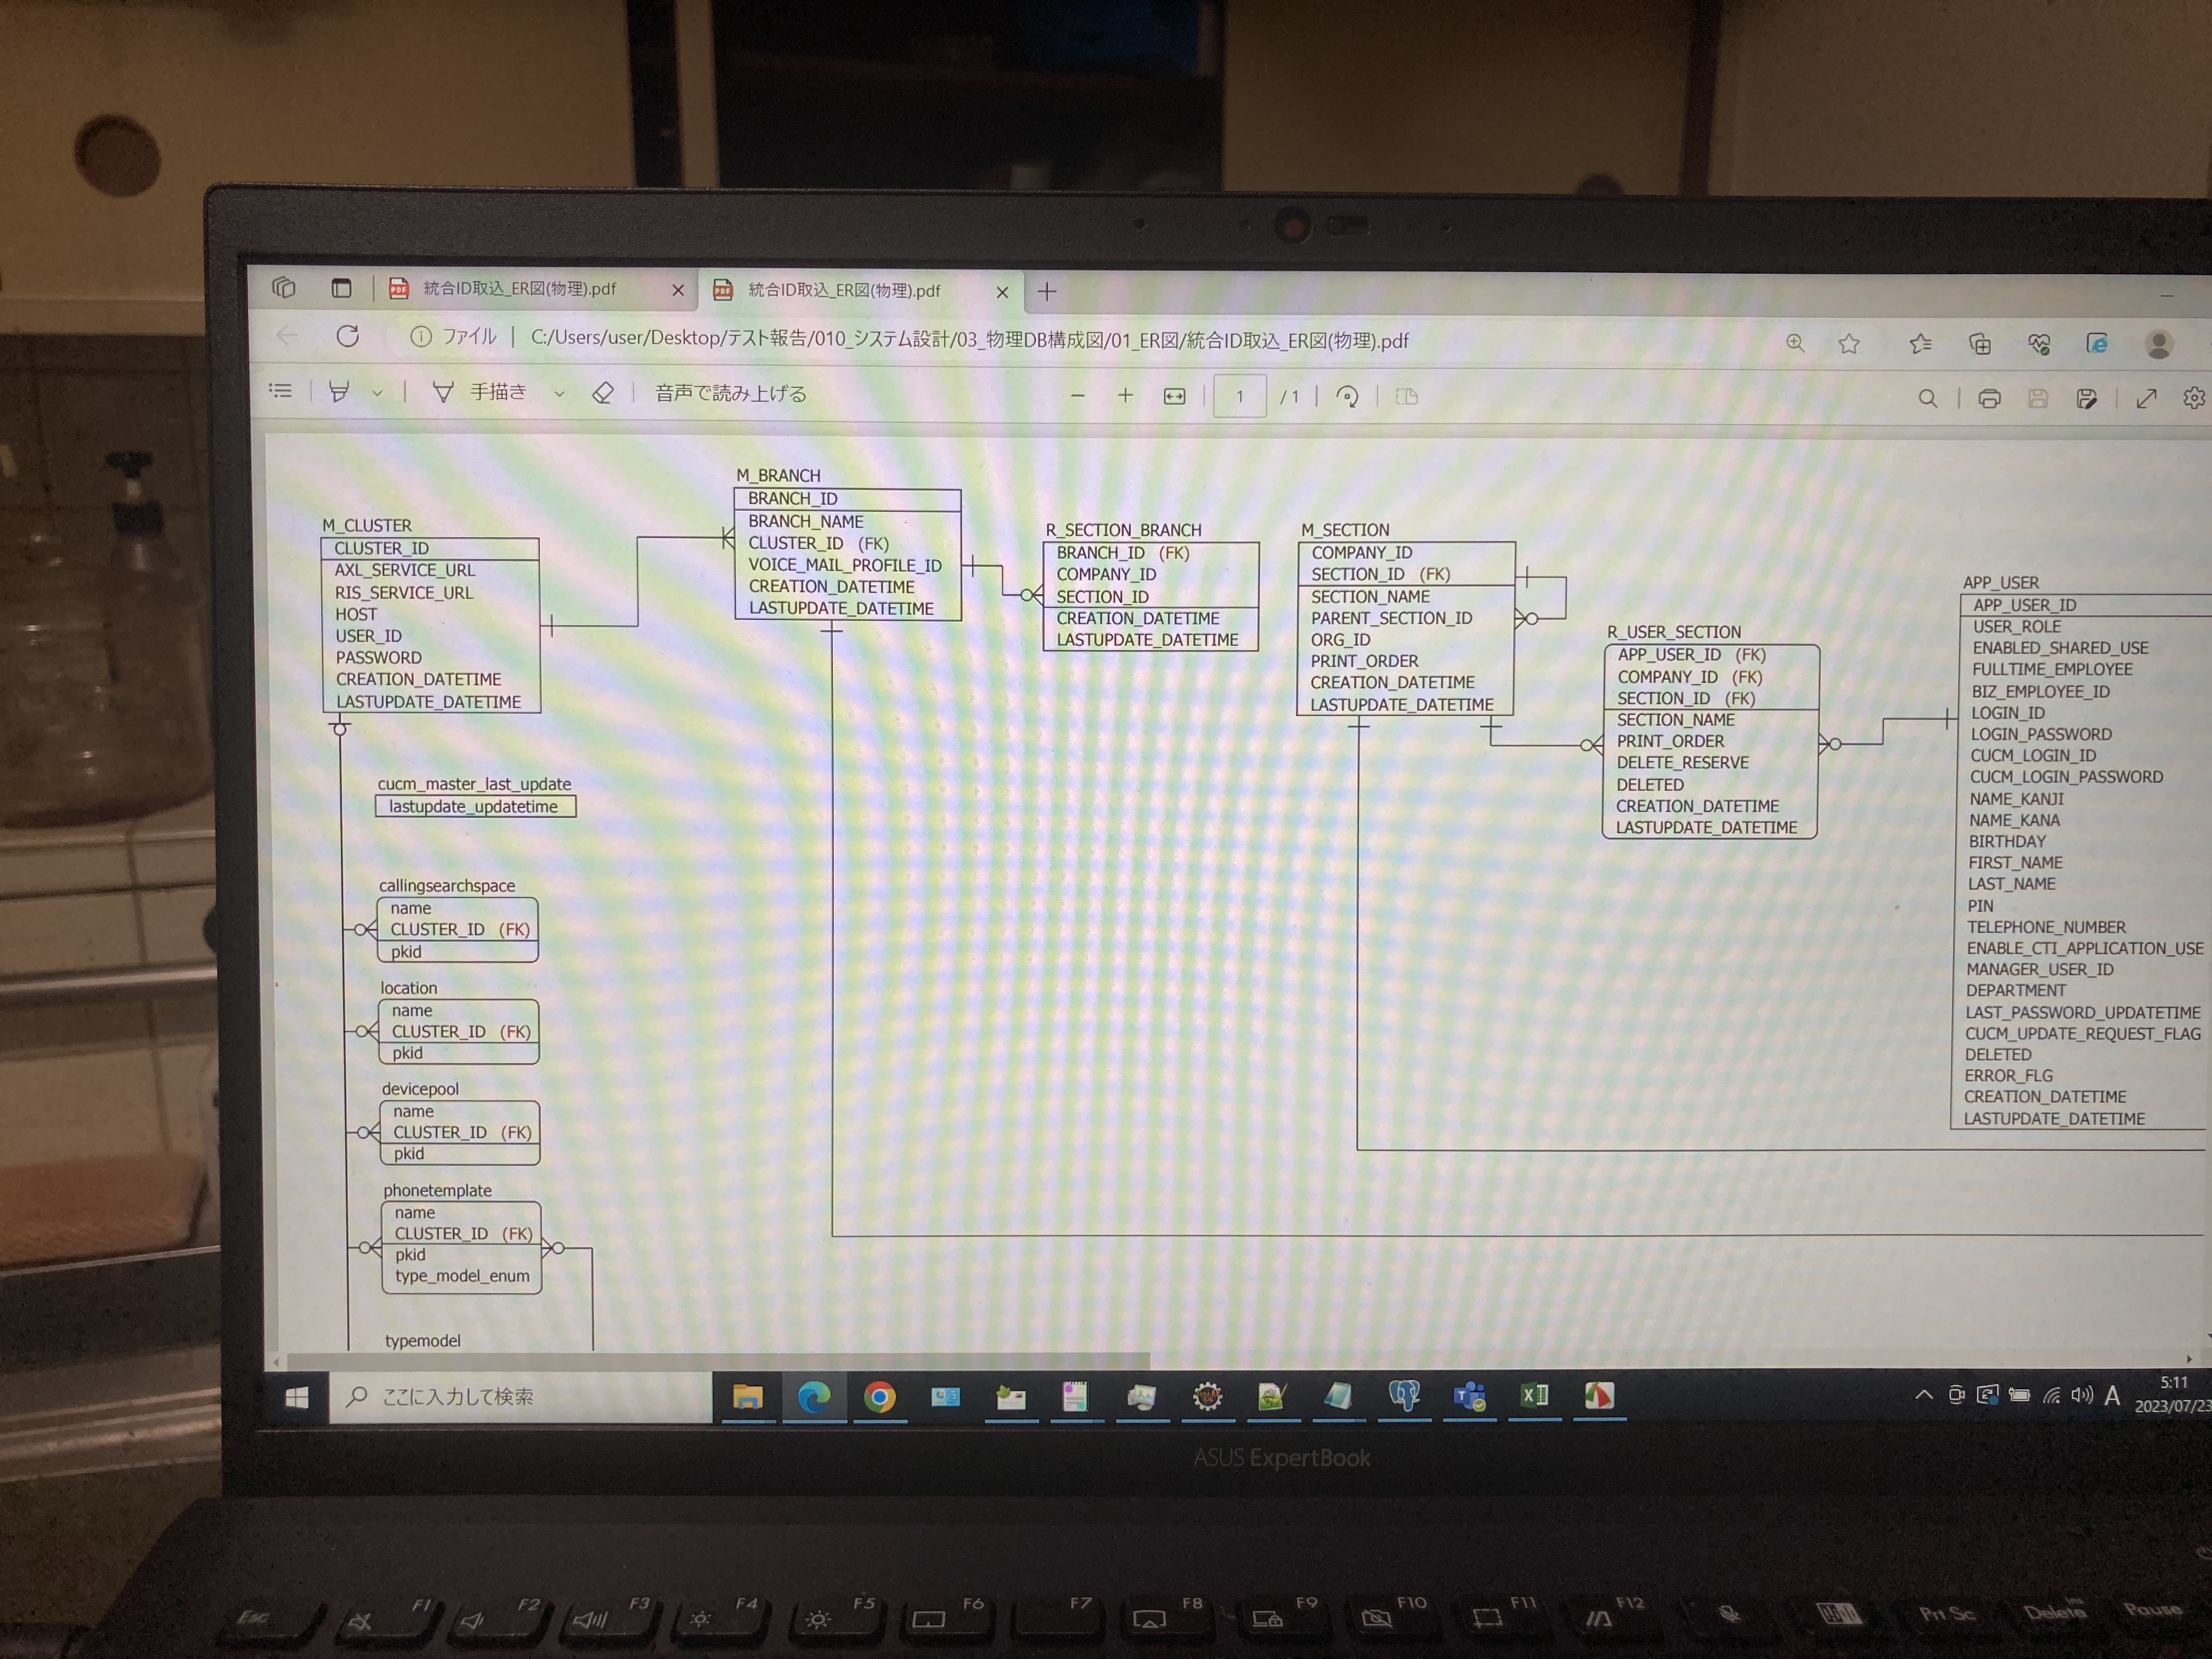 統合ID取込_ER図(物理).pdf
統合ID取込_ER図(物理).pdf
ファイル
C:/Users/user/Desktop/テスト報告/010_システム設計/03_物理DB構成図/01_ER図/統合ID取込_ER図(物理).pdf
手描き
音声で読み上げる
1
/ 1
M_CLUSTER
CLUSTER_ID
AXL_SERVICE_URL
RIS_SERVICE_URL
HOST
USER_ID
PASSWORD
CREATION_DATETIME
LASTUPDATE_DATETIME
M_BRANCH
BRANCH_ID
BRANCH_NAME
CLUSTER_ID (FK)
VOICE_MAIL_PROFILE_ID
CREATION_DATETIME
LASTUPDATE_DATETIME
R_SECTION_BRANCH
BRANCH_ID (FK)
COMPANY_ID
SECTION_ID
CREATION_DATETIME
LASTUPDATE_DATETIME
M_SECTION
COMPANY_ID
SECTION_ID (FK)
SECTION_NAME
PARENT_SECTION_ID
ORG_ID
PRINT_ORDER
CREATION_DATETIME
LASTUPDATE_DATETIME
R_USER_SECTION
APP_USER_ID (FK)
COMPANY_ID (FK)
SECTION_ID (FK)
SECTION_NAME
PRINT_ORDER
DELETE_RESERVE
DELETED
CREATION_DATETIME
LASTUPDATE_DATETIME
APP_USER
APP_USER_ID
USER_ROLE
ENABLED_SHARED_USE
FULLTIME_EMPLOYEE
BIZ_EMPLOYEE_ID
LOGIN_ID
LOGIN_PASSWORD
CUCM_LOGIN_ID
CUCM_LOGIN_PASSWORD
NAME_KANJI
NAME_KANA
BIRTHDAY
FIRST_NAME
LAST_NAME
PIN
TELEPHONE_NUMBER
ENABLE_CTI_APPLICATION_USE
MANAGER_USER_ID
DEPARTMENT
LAST_PASSWORD_UPDATETIME
CUCM_UPDATE_REQUEST_FLAG
DELETED
ERROR_FLG
CREATION_DATETIME
LASTUPDATE_DATETIME
cucm_master_last_update
lastupdate_updatetime
callingsearchspace
name
CLUSTER_ID (FK)
pkid
location
name
CLUSTER_ID (FK)
pkid
devicepool
name
CLUSTER_ID (FK)
pkid
phonetemplate
name
CLUSTER_ID (FK)
pkid
type_model_enum
typemodel
ここに入力して検索
A
5:11
2023/07/23
ASUS ExpertBook
Esc
F1
F2
F3
F4
F5
F6
F7
F8
F9
F10
F11
F12
Prt Sc
Delete
Pause